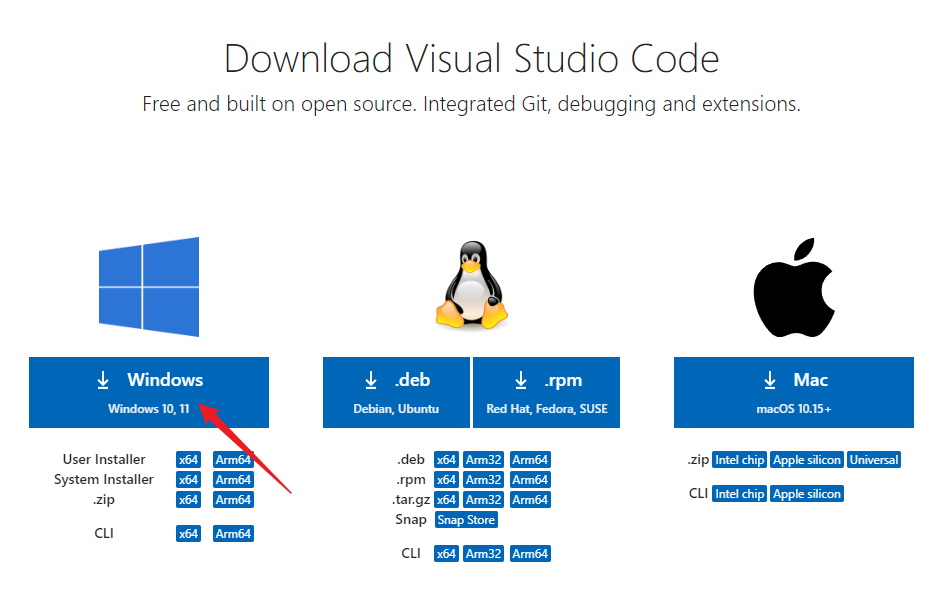 Download Visual Studio Code
Free and built on open source. Integrated Git, debugging and extensions.
Windows
Windows 10, 11
User Installer x64 Arm64
System Installer x64 Arm64
.zip x64 Arm64
CLI x64 Arm64
.deb
Debian, Ubuntu
.rpm
Red Hat, Fedora, SUSE
.deb x64 Arm32 Arm64
.rpm x64 Arm32 Arm64
.tar.gz x64 Arm32 Arm64
Snap Snap Store
CLI x64 Arm32 Arm64
Mac
macOS 10.15+
.zip Intel chip Apple silicon Universal
CLI Intel chip Apple silicon